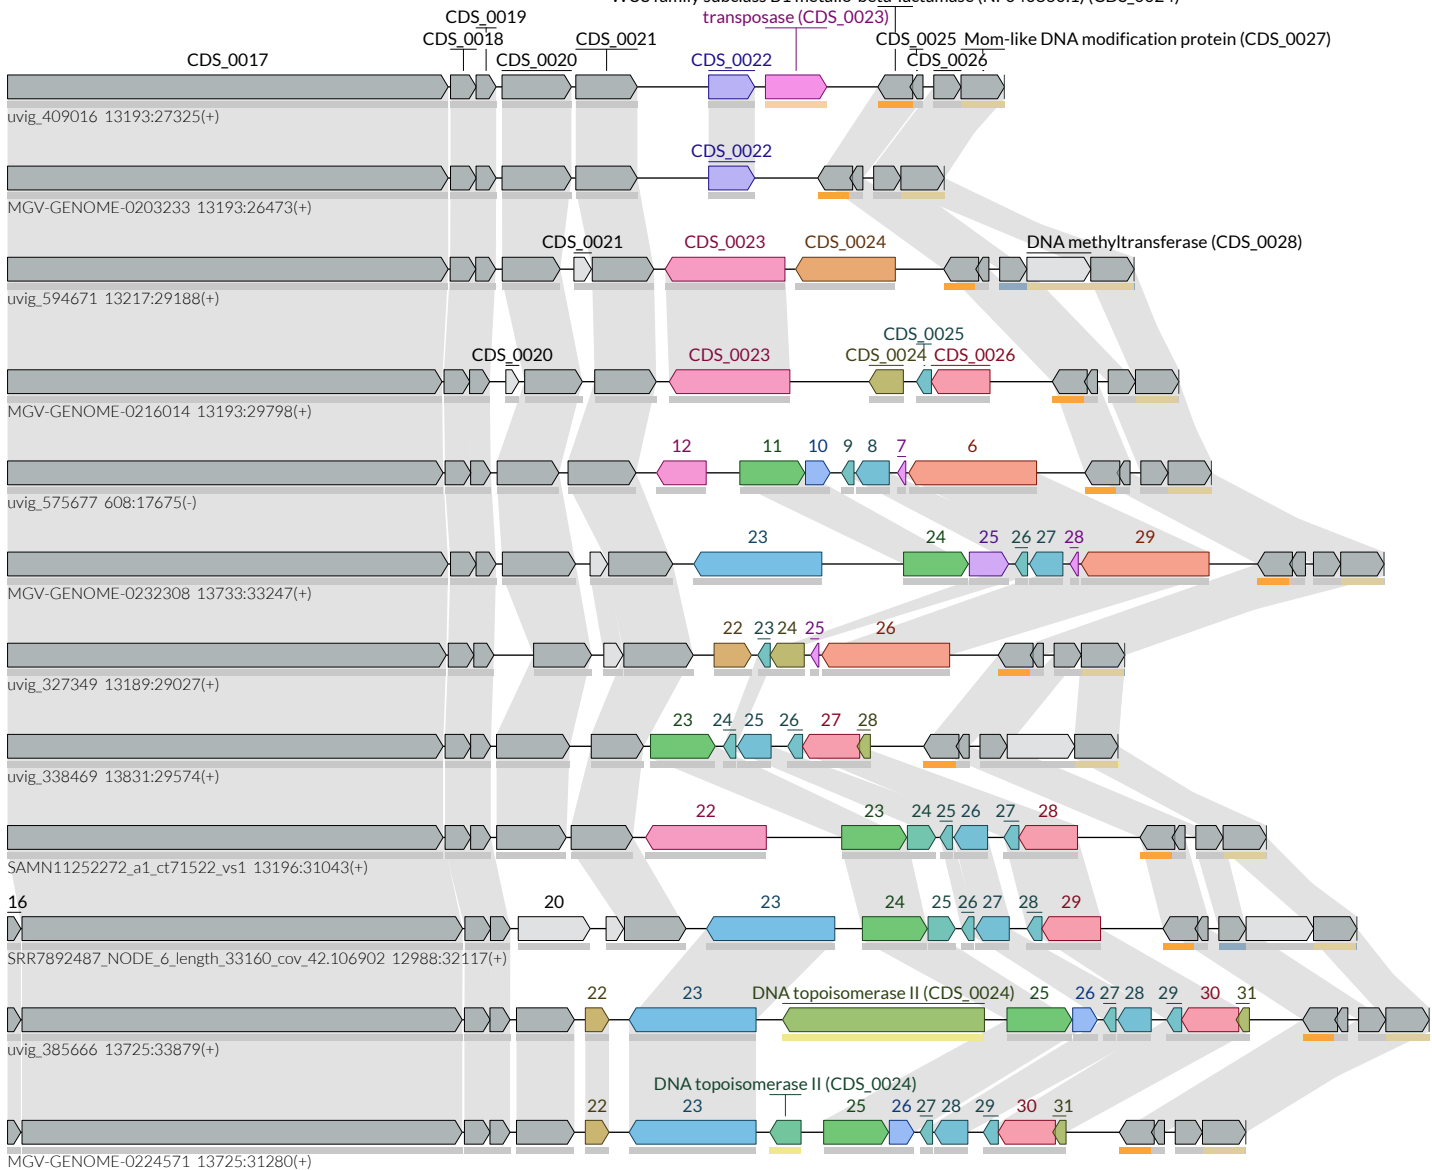 CDS_0019
transposase (CDS_0023)
CDS_0018 CDS_0021 CDS_0025 Mom-like DNA modification protein (CDS_0027)
CDS_0017 CDS_0020 CDS_0022 CDS_0026
uvig_409016 13193:27325(+)
CDS_0022
MGV-GENOME-0203233 13193:26473(+)
CDS_0021 CDS_0023 CDS_0024 DNA methyltransferase (CDS_0028)
uvig_594671 13217:29188(+)
CDS_0025
CDS_0020 CDS_0023 CDS_0024 CDS_0026
MGV-GENOME-0216014 13193:29798(+)
12 11 10 9 8 7 6
uvig_575677 608:17675(-)
23 24 25 26 27 28 29
MGV-GENOME-0232308 13733:33247(+)
22 23 24 25 26
uvig_327349 13189:29027(+)
23 24 25 26 27 28
uvig_338469 13831:29574(+)
22 23 24 25 26 27 28
SAMN11252272_a1_ct71522_vs1 13196:31043(+)
16 20 23 24 25 26 27 28 29
SRR7892487_NODE_6_length_33160_cov_42.106902 12988:32117(+)
22 23 DNA topoisomerase II (CDS_0024) 25 26 27 28 29 30 31
uvig_385666 13725:33879(+)
DNA topoisomerase II (CDS_0024)
22 23 25 26 27 28 29 30 31
MGV-GENOME-0224571 13725:31280(+)